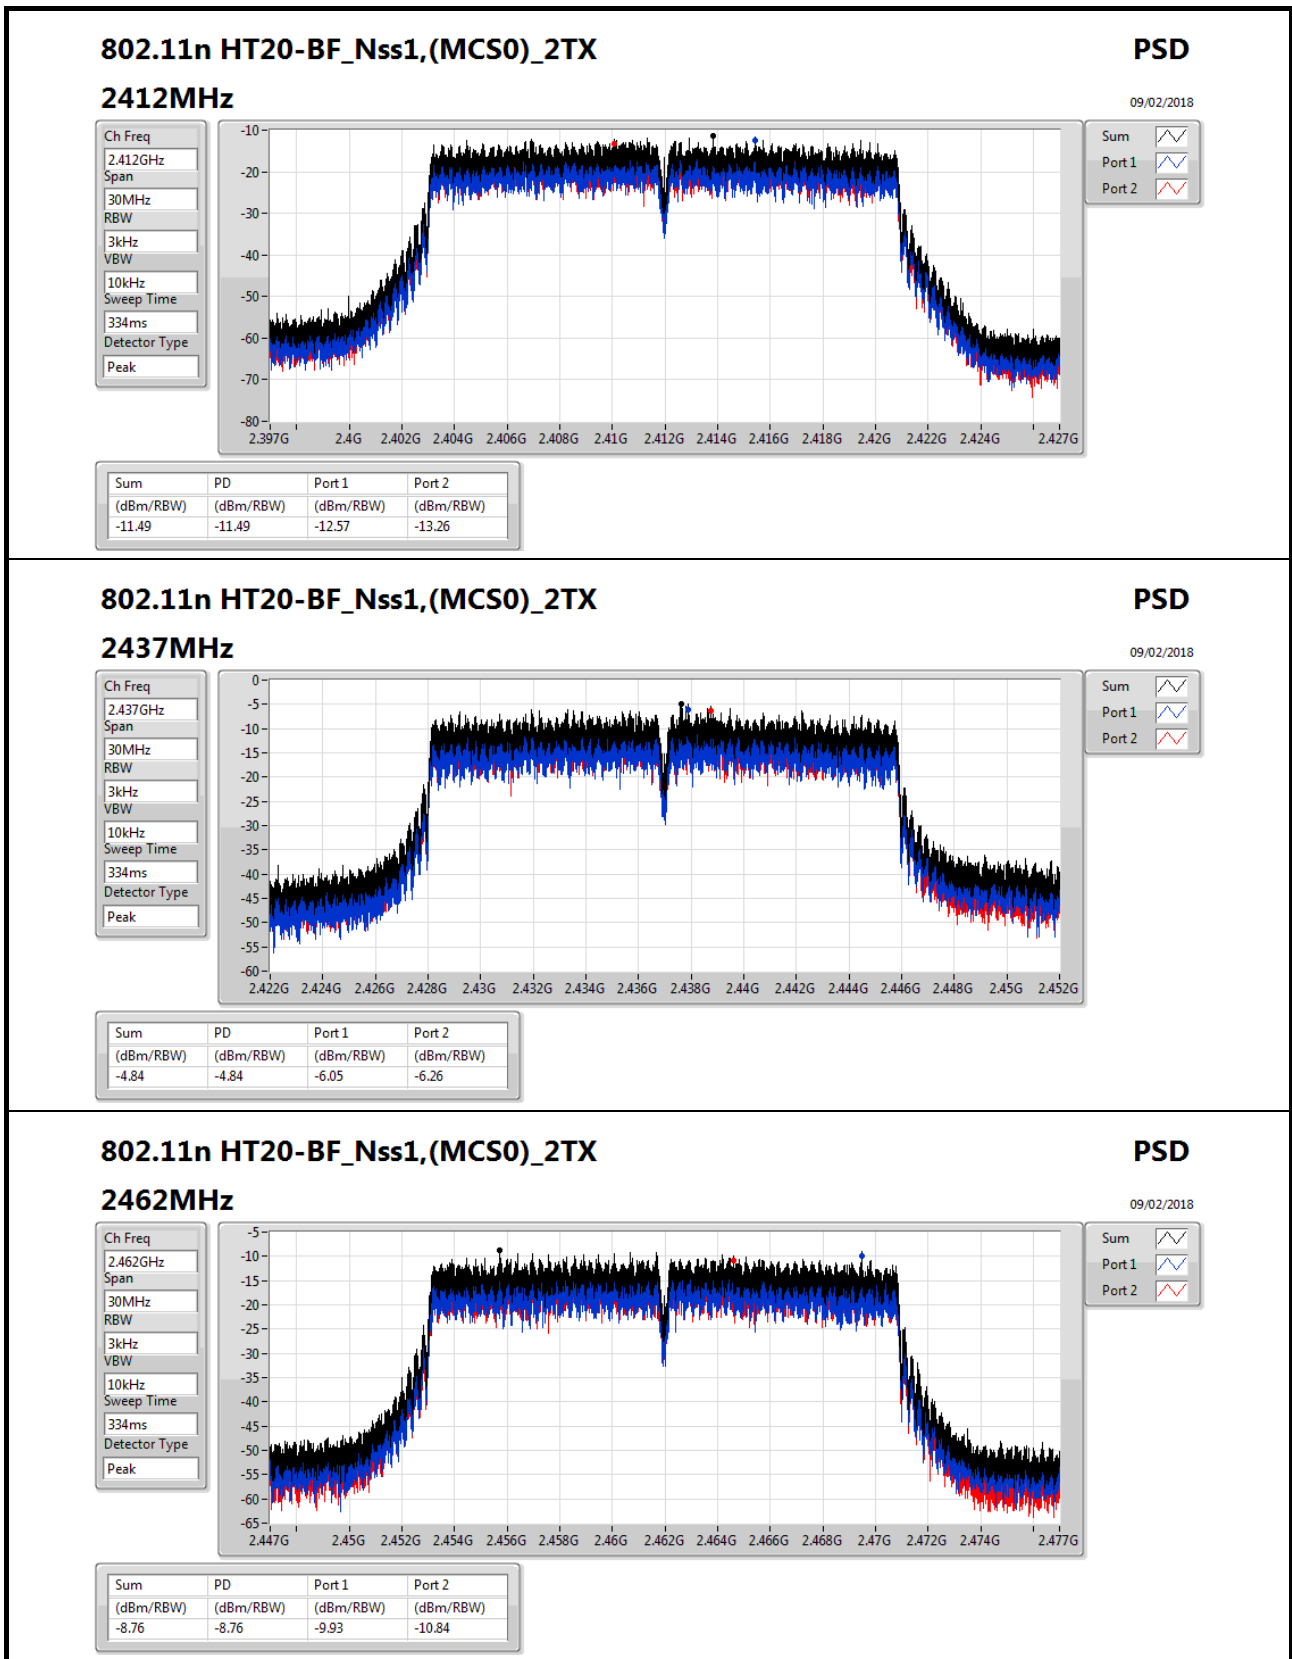 802.11n HT20-BF_Nss1,(MCS0)_2TX PSD
2412MHz 09/02/2018
Ch Freq
2.412GHz
Span
30MHz
RBW
3kHz
VBW
10kHz
Sweep Time
334ms
Detector Type
Peak
-10
-20
-30
-40
-50
-60
-70
-80
2.397G 2.4G 2.402G 2.404G 2.406G 2.408G 2.41G 2.412G 2.414G 2.416G 2.418G 2.42G 2.422G 2.424G 2.427G
Sum
Port 1
Port 2
Sum PD Port 1 Port 2
(dBm/RBW) (dBm/RBW) (dBm/RBW) (dBm/RBW)
-11.49 -11.49 -12.57 -13.26
802.11n HT20-BF_Nss1,(MCS0)_2TX PSD
2437MHz 09/02/2018
Ch Freq
2.437GHz
Span
30MHz
RBW
3kHz
VBW
10kHz
Sweep Time
334ms
Detector Type
Peak
0
-5
-10
-15
-20
-25
-30
-35
-40
-45
-50
-55
-60
2.422G 2.424G 2.426G 2.428G 2.43G 2.432G 2.434G 2.436G 2.438G 2.44G 2.442G 2.444G 2.446G 2.448G 2.45G 2.452G
Sum
Port 1
Port 2
Sum PD Port 1 Port 2
(dBm/RBW) (dBm/RBW) (dBm/RBW) (dBm/RBW)
-4.84 -4.84 -6.05 -6.26
802.11n HT20-BF_Nss1,(MCS0)_2TX PSD
2462MHz 09/02/2018
Ch Freq
2.462GHz
Span
30MHz
RBW
3kHz
VBW
10kHz
Sweep Time
334ms
Detector Type
Peak
-5
-10
-15
-20
-25
-30
-35
-40
-45
-50
-55
-60
-65
2.447G 2.45G 2.452G 2.454G 2.456G 2.458G 2.46G 2.462G 2.464G 2.466G 2.468G 2.47G 2.472G 2.474G 2.477G
Sum
Port 1
Port 2
Sum PD Port 1 Port 2
(dBm/RBW) (dBm/RBW) (dBm/RBW) (dBm/RBW)
-8.76 -8.76 -9.93 -10.84